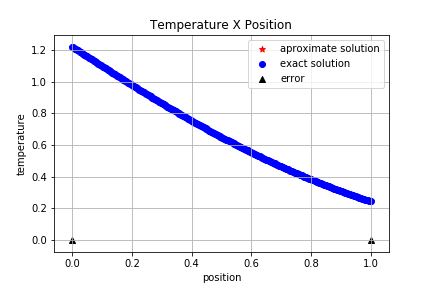 Temperature X Position
aproximate solution
exact solution
error
temperature
1.2
1.0
0.8
0.6
0.4
0.2
0.0
0.0 0.2 0.4 0.6 0.8 1.0
position